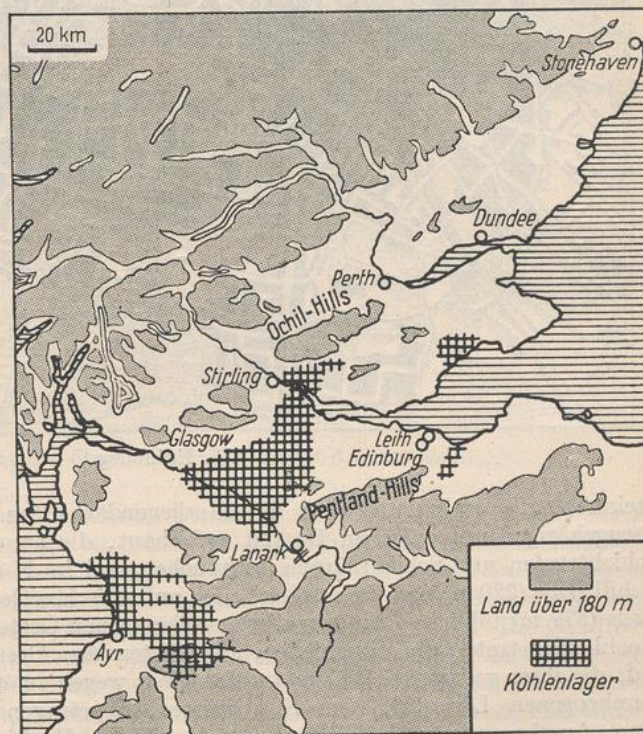 20 km
Stonehaven
Dundee
Perth
Ochil-Hills
Stirling
Glasgow
Leith
Edinburg
Pentland-Hills
Lanark
Ayr
Land über 180 m
Kohlenlager